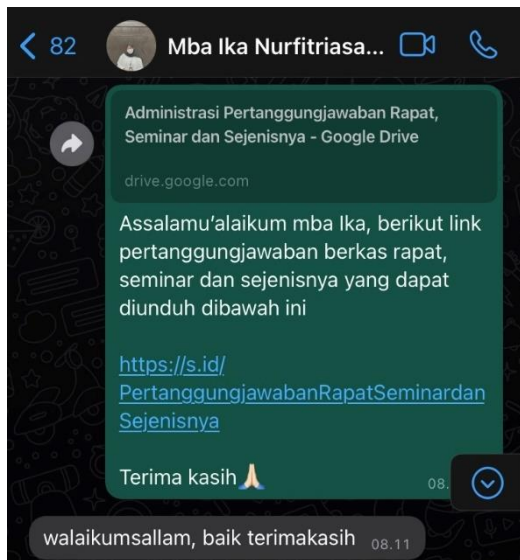 82
Mba Ika Nurfitriasa...
Administrasi Pertanggungjawaban Rapat,
Seminar dan Sejenisnya - Google Drive
drive.google.com
Assalamu'alaikum mba Ika, berikut link
pertanggungjawaban berkas rapat,
seminar dan sejenisnya yang dapat
diunduh dibawah ini
https://s.id/
PertanggungjawabanRapatSeminardan
Sejenisnya
Terima kasih🙏🏻
08.
walaikumsallam, baik terimakasih 08.11